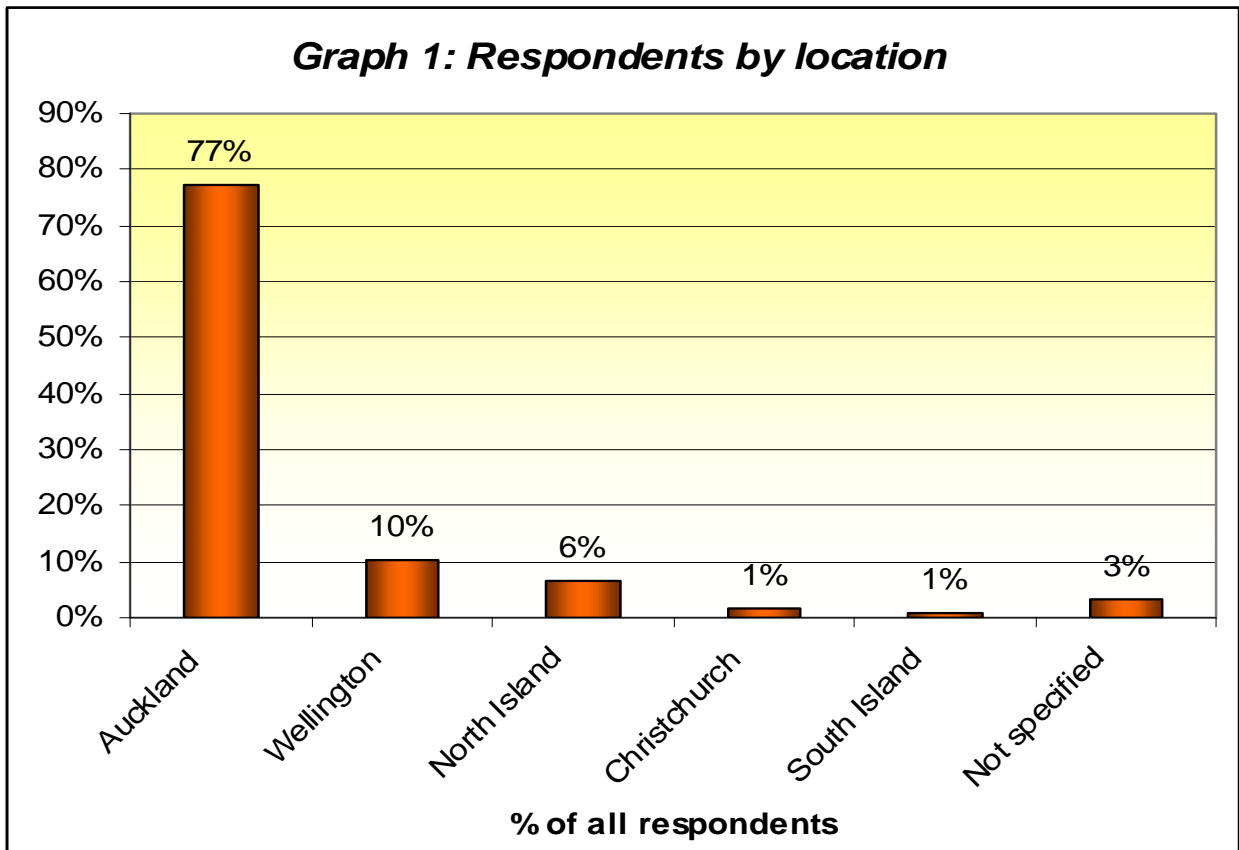 Graph 1: Respondents by location
90%
80%
70%
60%
50%
40%
30%
20%
10%
0%
77%
10%
6%
1%
1%
3%
Auckland
Wellington
North Island
Christchurch
South Island
Not specified
% of all respondents